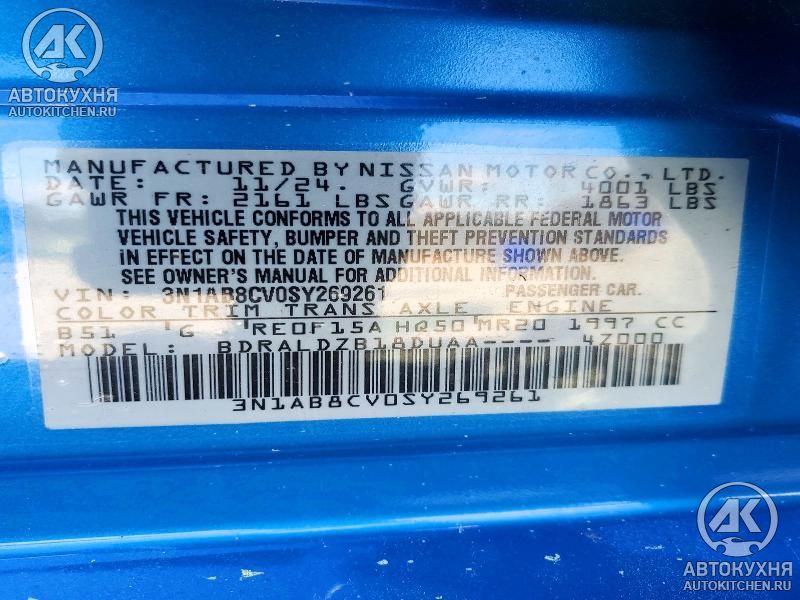 AK
АВТОКУХНЯ
AUTOKITCHEN.RU
MANUFACTURED BY NISSAN MOTOR CO., LTD.
DATE: 11/24. GVWR: 4001 LBS
GAWR FR: 2161 LBS GAWR RR: 1863 LBS
THIS VEHICLE CONFORMS TO ALL APPLICABLE FEDERAL MOTOR
VEHICLE SAFETY, BUMPER AND THEFT PREVENTION STANDARDS
IN EFFECT ON THE DATE OF MANUFACTURE SHOWN ABOVE.
SEE OWNER'S MANUAL FOR ADDITIONAL INFORMATION
VIN: 3N1AB8CV0SY269261 PASSENGER CAR.
COLOR TRIM TRANS AXLE ENGINE
B51 G RE0F15A HQ50 MR20 1997 CC
MODEL: BDRALDZB18DUAA---- 4Z000
3N1AB8CV0SY269261
AK
АВТОКУХНЯ
AUTOKITCHEN.RU